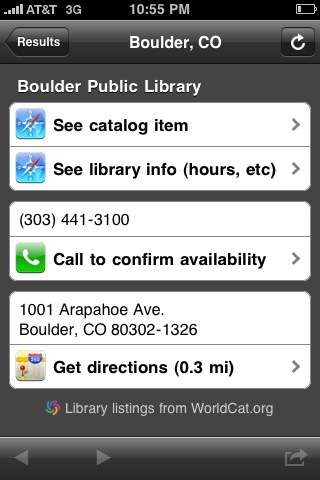 AT&T 3G 10:55 PM
Results Boulder, CO
Boulder Public Library
See catalog item
See library info (hours, etc)
(303) 441-3100
Call to confirm availability
1001 Arapahoe Ave.
Boulder, CO 80302-1326
280
Get directions (0.3 mi)
Library listings from WorldCat.org